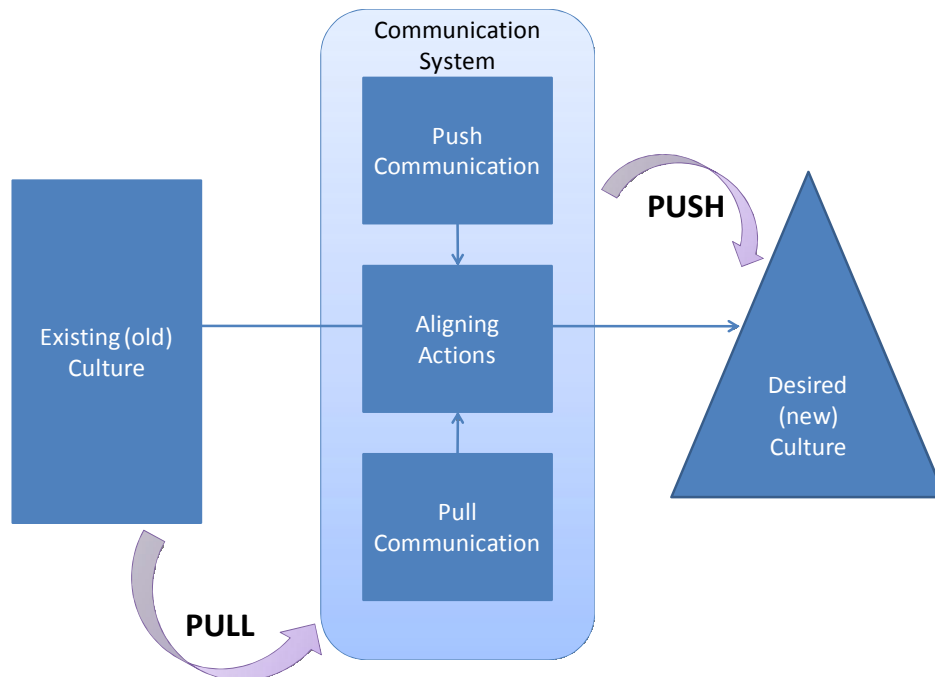 Communication
System
Push
Communication
PUSH
Existing (old)
Culture
Aligning
Actions
Desired
(new)
Culture
Pull
Communication
PULL